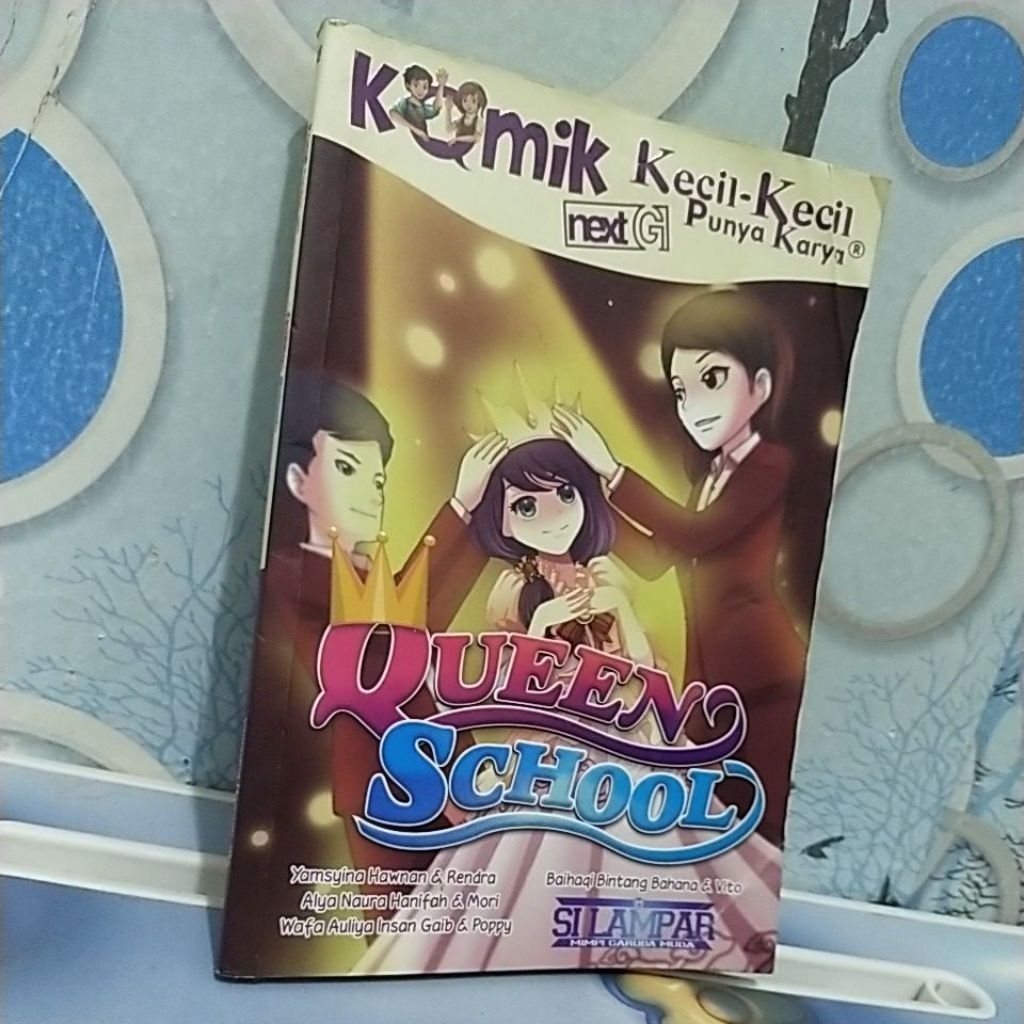 Komik Kecil-Kecil
Punya Karya®
next G
QUEEN
SCHOOL
Yamsyina Hawnan & Rendra
Alya Naura Hanifah & Mori
Wafa Auliya Insan Gaib & Poppy
Baihaqi Bintang Bahana & Vito
SI LAMPAR
MIMPI GARUDA MUDA